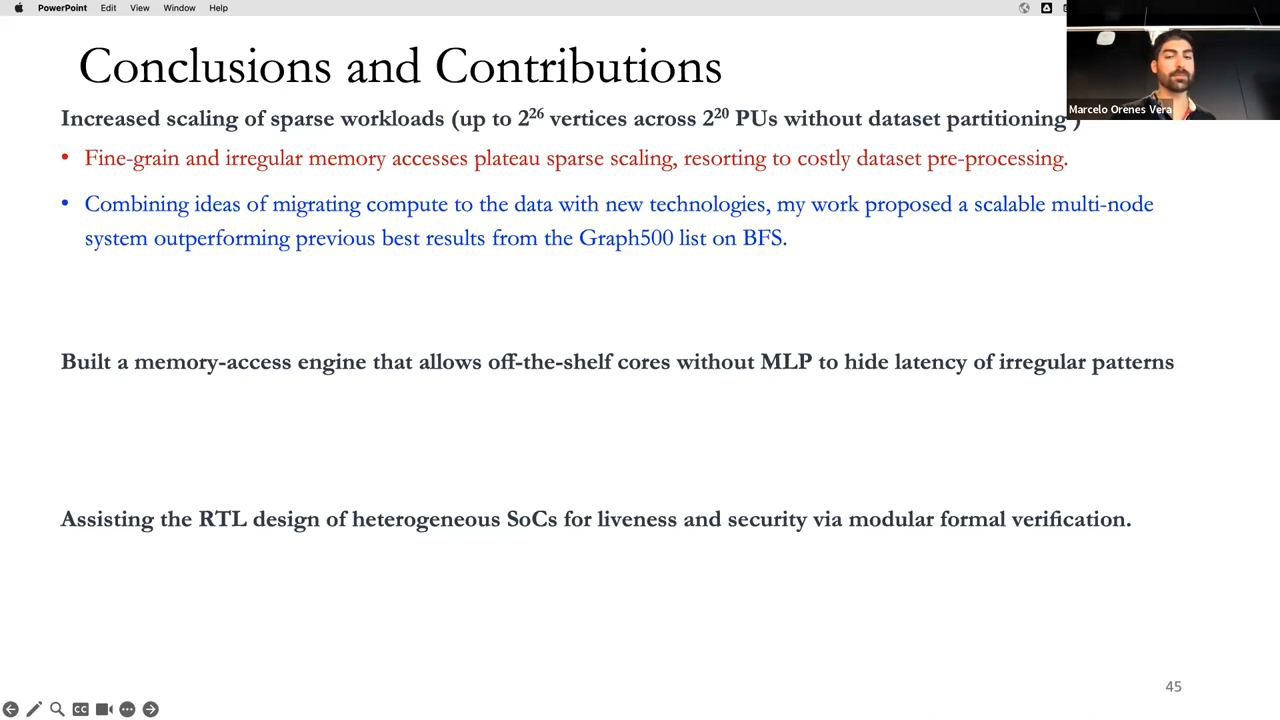 PowerPoint Edit View Window Help
Conclusions and Contributions
Marcelo Orenes Vera
Increased scaling of sparse workloads (up to 2²⁶ vertices across 2²⁰ PUs without dataset partitioning )
• Fine-grain and irregular memory accesses plateau sparse scaling, resorting to costly dataset pre-processing.
• Combining ideas of migrating compute to the data with new technologies, my work proposed a scalable multi-node
system outperforming previous best results from the Graph500 list on BFS.
Built a memory-access engine that allows off-the-shelf cores without MLP to hide latency of irregular patterns
Assisting the RTL design of heterogeneous SoCs for liveness and security via modular formal verification.
45
CC